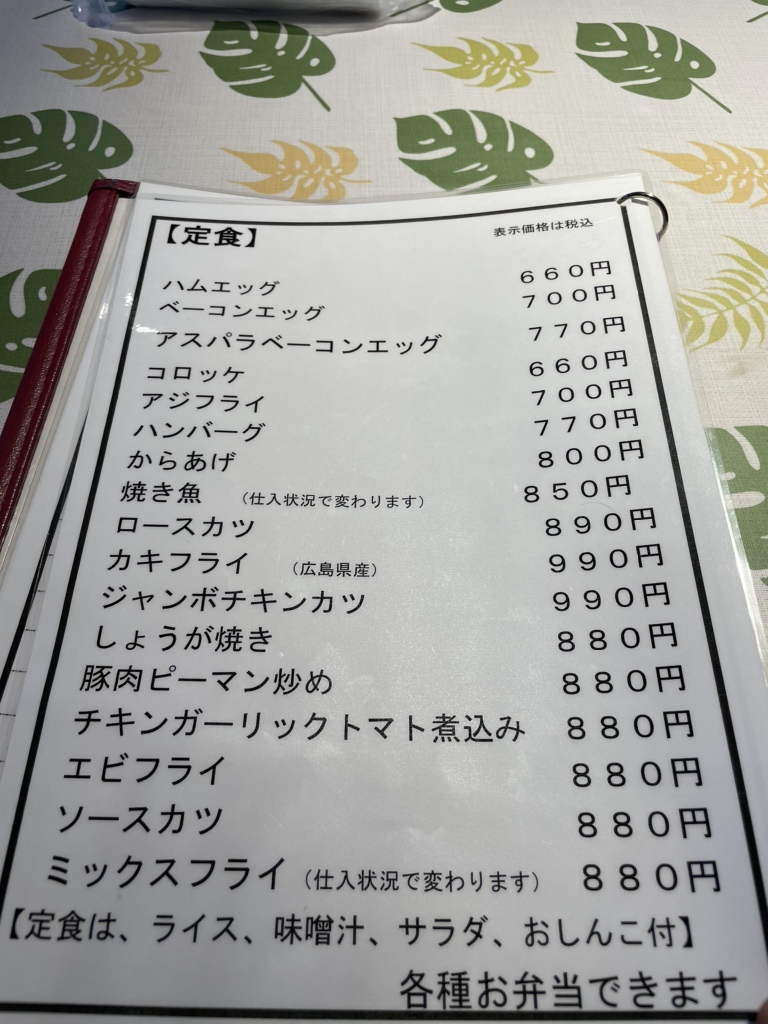 【定食】 表示価格は税込
ハムエッグ 660円
ベーコンエッグ 700円
アスパラベーコンエッグ 770円
コロッケ 660円
アジフライ 700円
ハンバーグ 770円
からあげ 800円
焼き魚 (仕入状況で変わります) 850円
ロースカツ 890円
カキフライ (広島県産) 990円
ジャンボチキンカツ 990円
しょうが焼き 880円
豚肉ピーマン炒め 880円
チキンガーリックトマト煮込み 880円
エビフライ 880円
ソースカツ 880円
ミックスフライ (仕入状況で変わります) 880円
【定食は、ライス、味噌汁、サラダ、おしんこ付】
各種お弁当できます